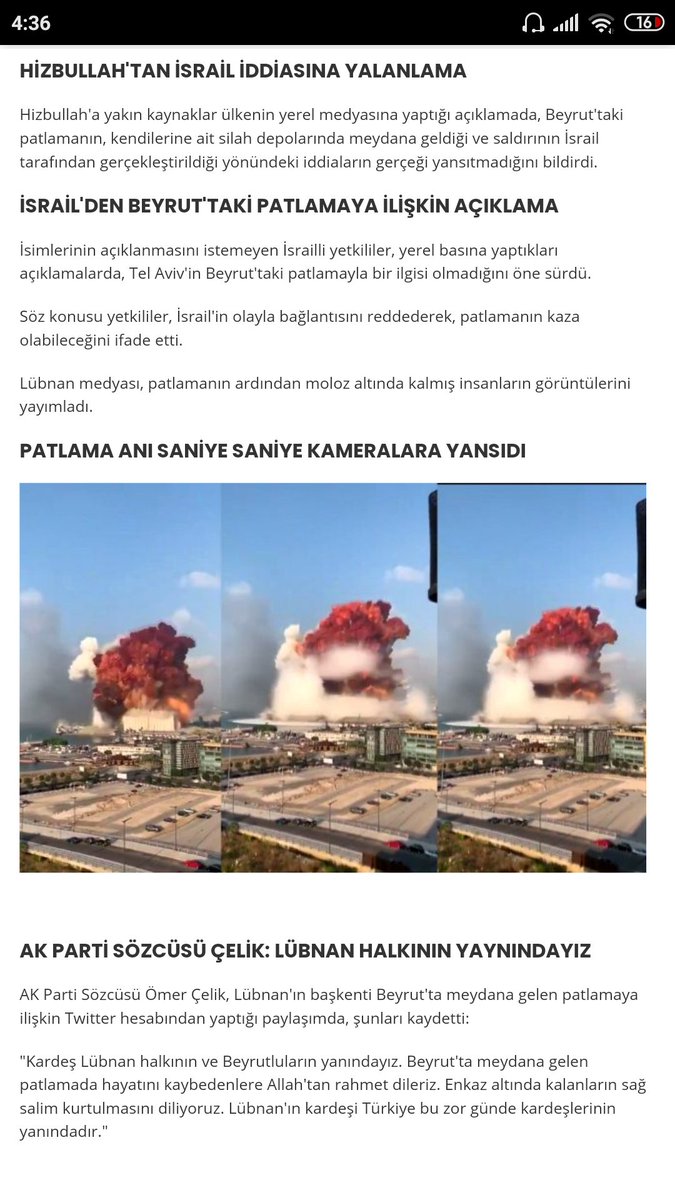 4:36
16
HİZBULLAH'TAN İSRAİL İDDİASINA YALANLAMA
Hizbullah'a yakın kaynaklar ülkenin yerel medyasına yaptığı açıklamada, Beyrut'taki
patlamanın, kendilerine ait silah depolarında meydana geldiği ve saldırının İsrail
tarafından gerçekleştirildiği yönündeki iddiaların gerçeği yansıtmadığını bildirdi.
İSRAİL'DEN BEYRUT'TAKİ PATLAMAYA İLİŞKİN AÇIKLAMA
İsimlerinin açıklanmasını istemeyen İsrailli yetkililer, yerel basına yaptıkları
açıklamalarda, Tel Aviv'in Beyrut'taki patlamayla bir ilgisi olmadığını öne sürdü.
Söz konusu yetkililer, İsrail'in olayla bağlantısını reddederek, patlamanın kaza
olabileceğini ifade etti.
Lübnan medyası, patlamanın ardından moloz altında kalmış insanların görüntülerini
yayımladı.
PATLAMA ANI SANİYE SANİYE KAMERALARA YANSIDI
AK PARTİ SÖZCÜSÜ ÇELİK: LÜBNAN HALKININ YAYNINDAYIZ
AK Parti Sözcüsü Ömer Çelik, Lübnan'ın başkenti Beyrut'ta meydana gelen patlamaya
ilişkin Twitter hesabından yaptığı paylaşımda, şunları kaydetti:
"Kardeş Lübnan halkının ve Beyrutluların yanındayız. Beyrut'ta meydana gelen
patlamada hayatını kaybedenlere Allah'tan rahmet dileriz. Enkaz altında kalanların sağ
salim kurtulmasını diliyoruz. Lübnan'ın kardeşi Türkiye bu zor günde kardeşlerinin
yanındadır."